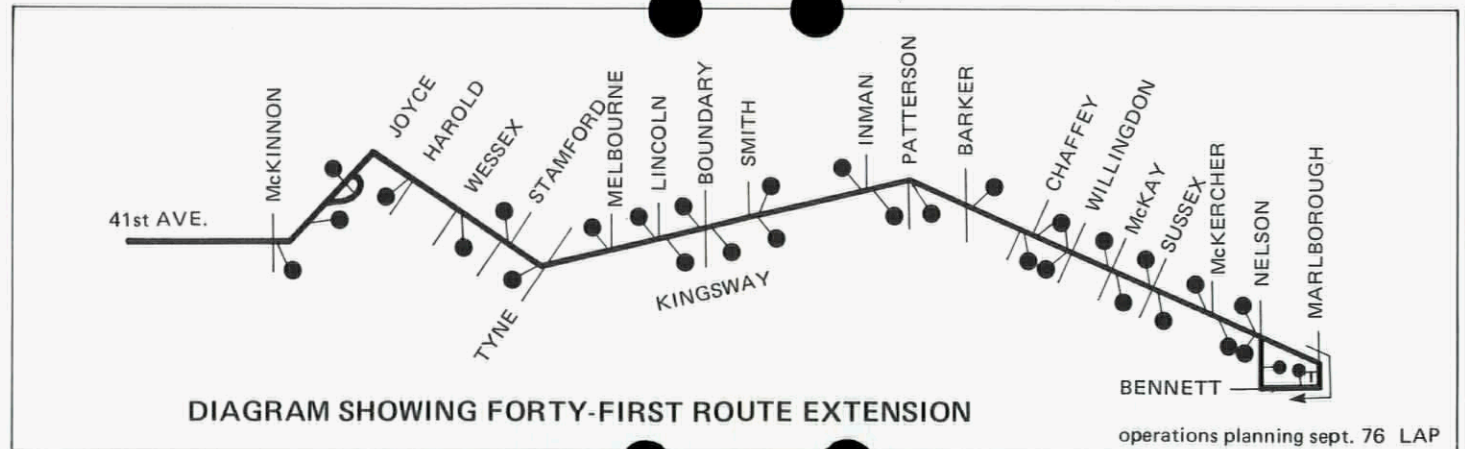 41st AVE.
McKINNON
JOYCE
HAROLD
WESSEX
STAMFORD
TYNE
MELBOURNE
LINCOLN
BOUNDARY
SMITH
KINGSWAY
INMAN
PATTERSON
BARKER
CHAFFEY
WILLINGDON
McKAY
SUSSEX
McKERCHER
NELSON
MARLBOROUGH
T
BENNETT
DIAGRAM SHOWING FORTY-FIRST ROUTE EXTENSION
operations planning sept. 76 LAP